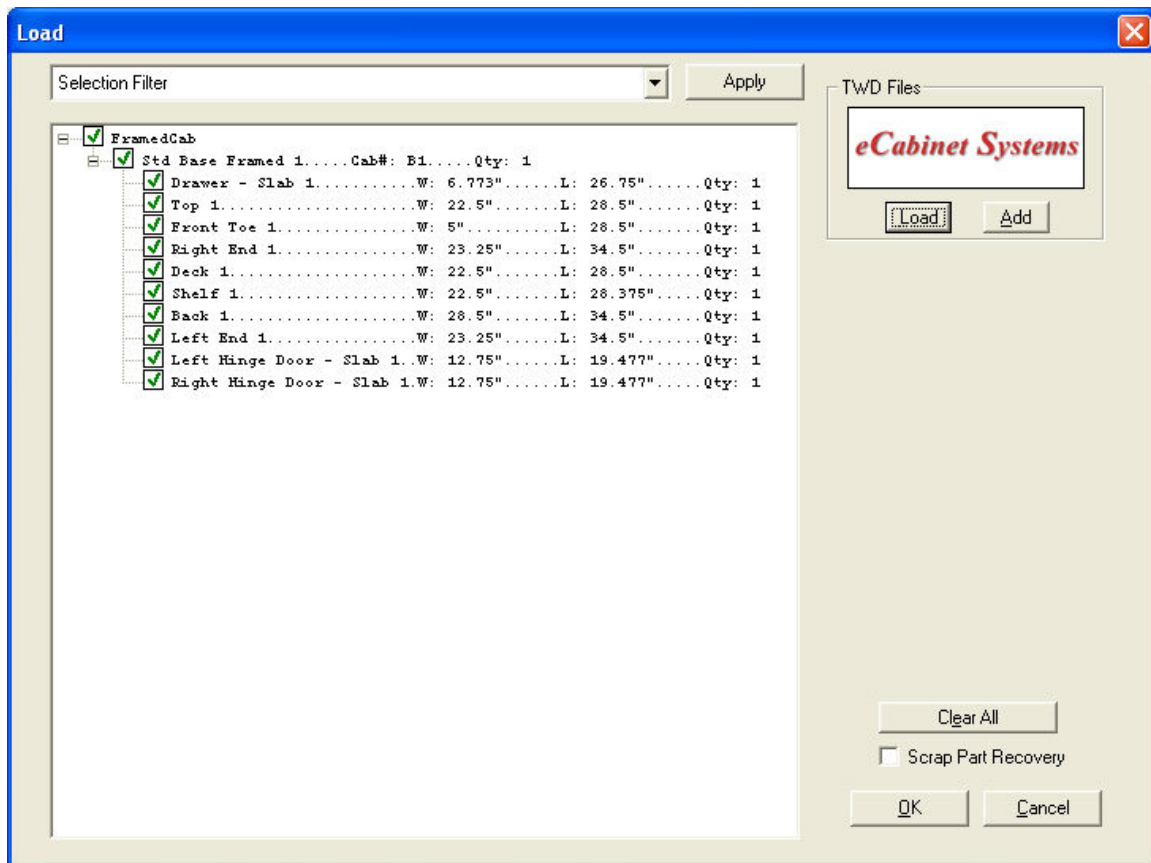 Load
Selection Filter
Apply
TWD Files
eCabinet Systems
Load
Add
FramedCab
Std Base Framed 1.....Cab#: B1.....Qty: 1
Drawer - Slab 1...........W: 6.773"......L: 26.75"......Qty: 1
Top 1.....................W: 22.5".......L: 28.5".......Qty: 1
Front Toe 1...............W: 5"..........L: 28.5".......Qty: 1
Right End 1...............W: 23.25"......L: 34.5".......Qty: 1
Deck 1....................W: 22.5".......L: 28.5".......Qty: 1
Shelf 1...................W: 22.5".......L: 28.375".....Qty: 1
Back 1....................W: 28.5".......L: 34.5".......Qty: 1
Left End 1................W: 23.25"......L: 34.5".......Qty: 1
Left Hinge Door - Slab 1..W: 12.75"......L: 19.477".....Qty: 1
Right Hinge Door - Slab 1.W: 12.75"......L: 19.477".....Qty: 1
Clear All
Scrap Part Recovery
OK
Cancel